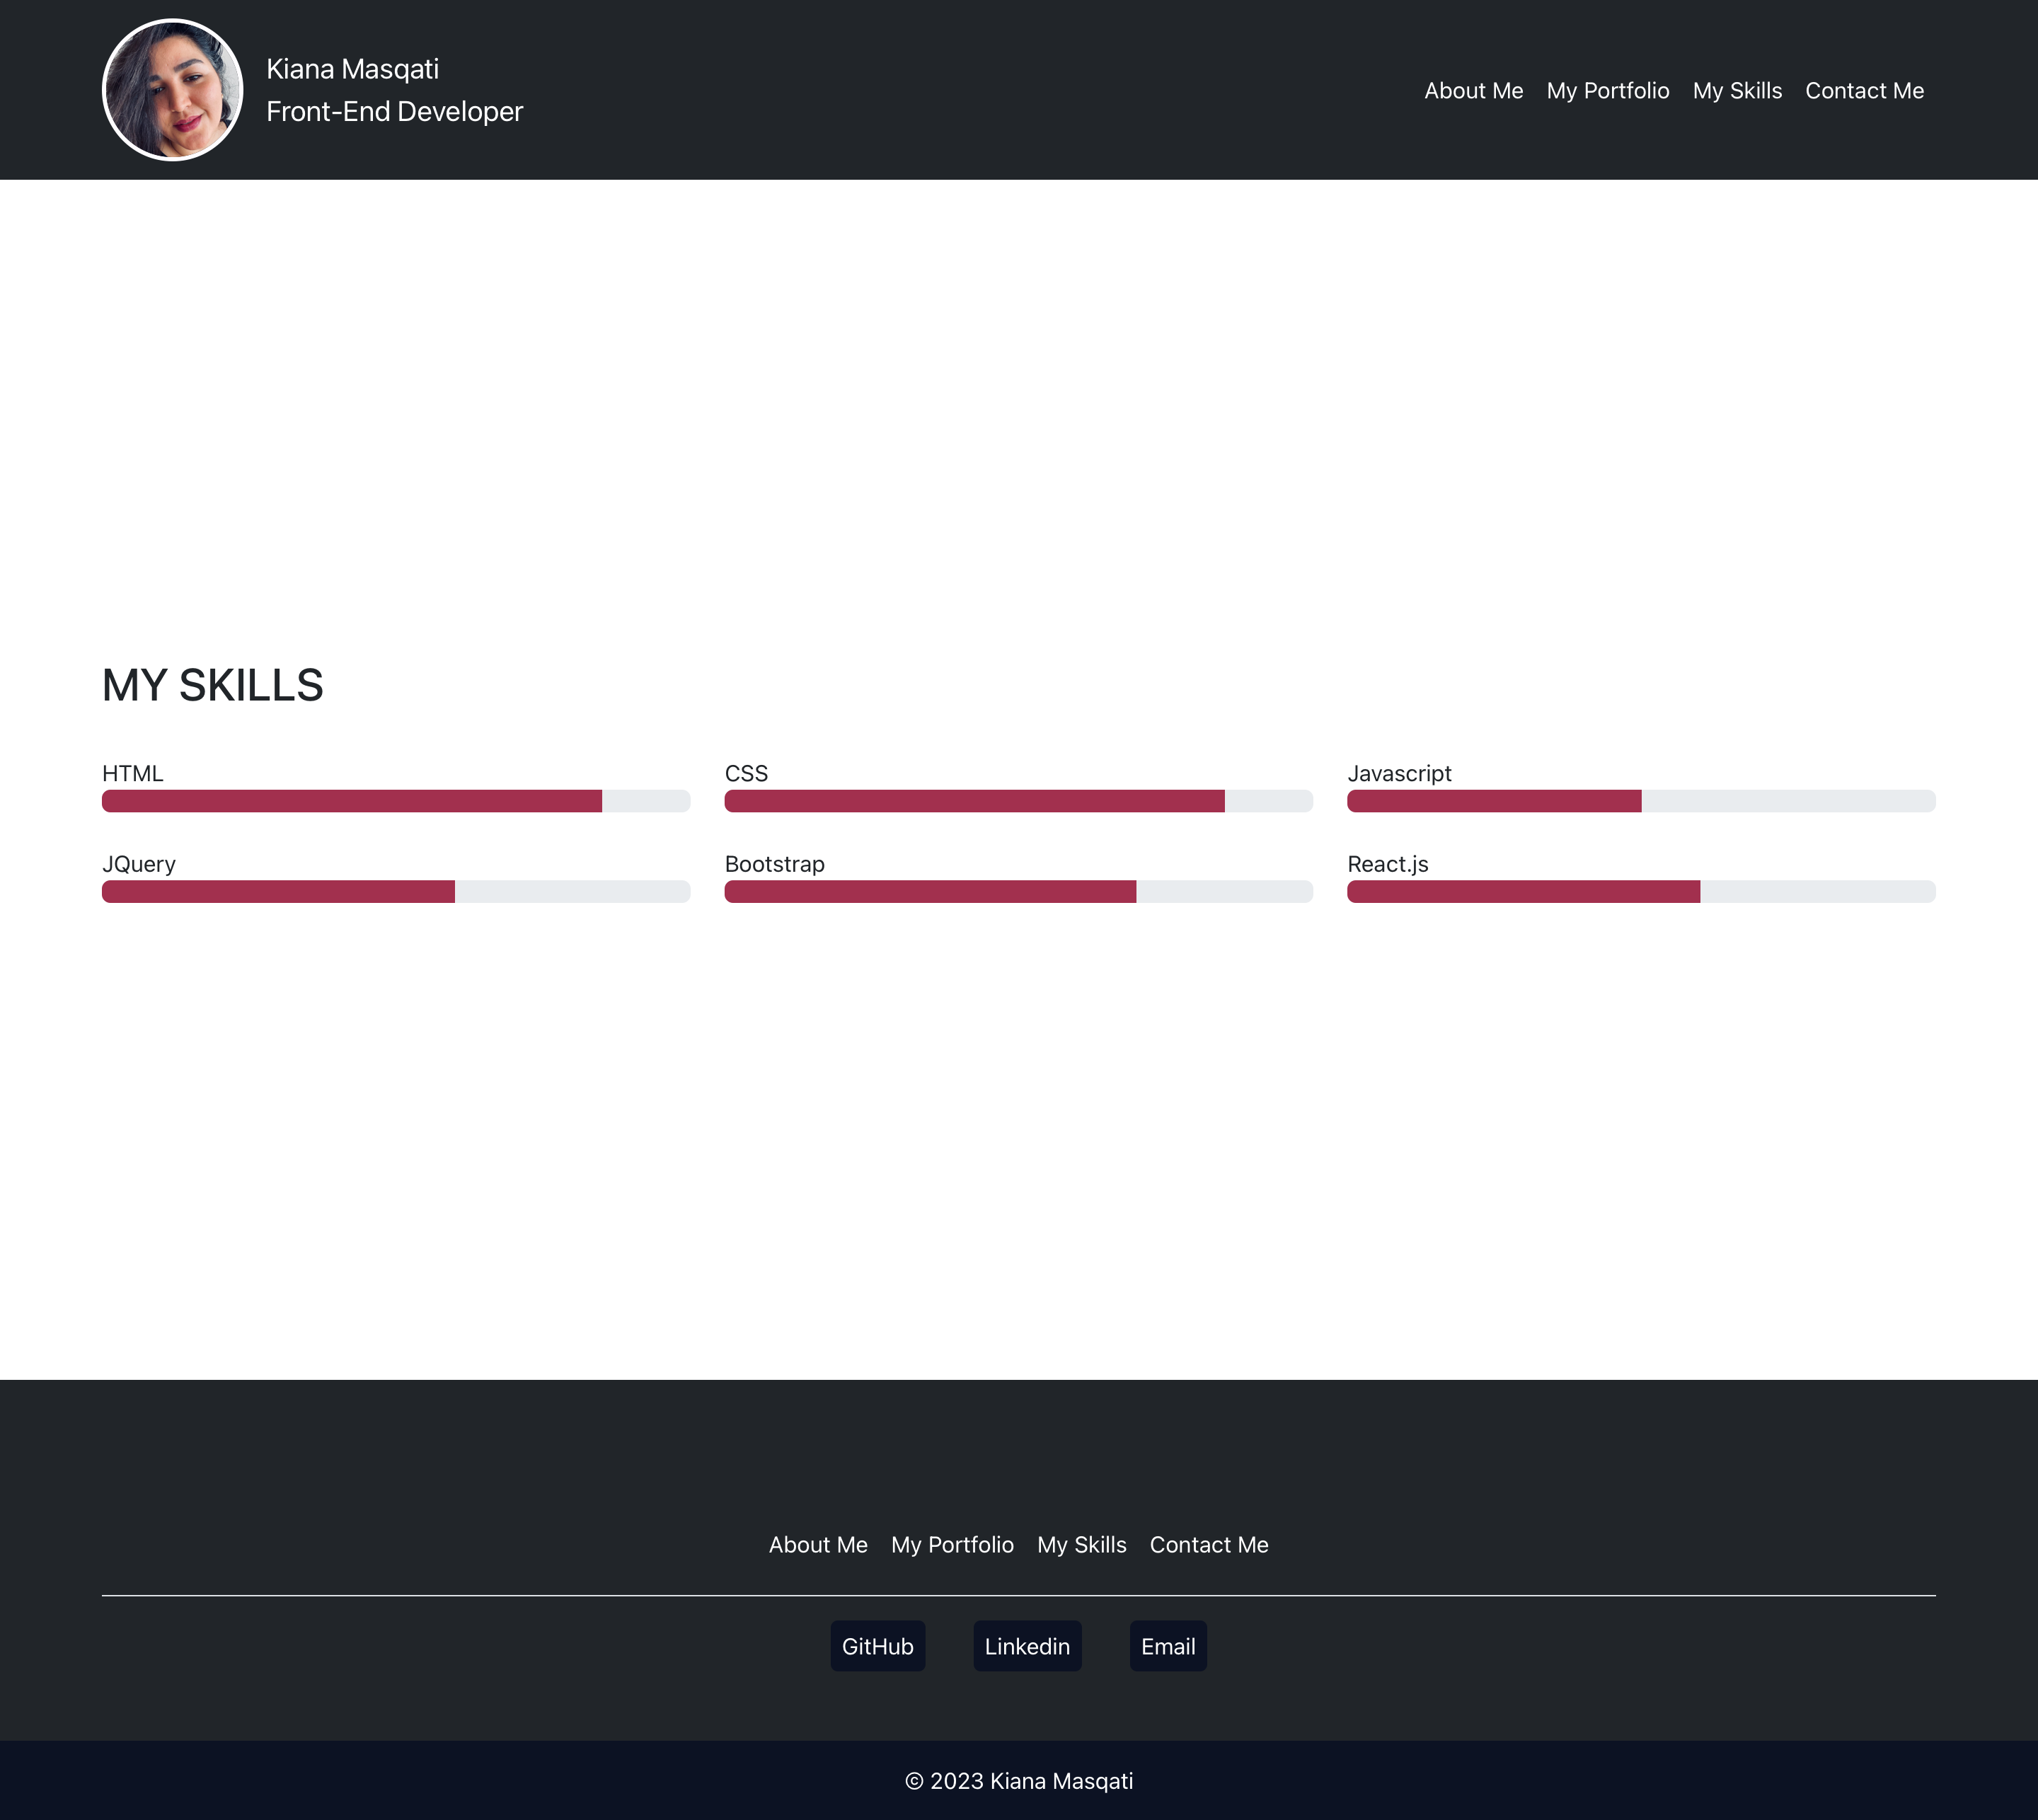 Kiana Masqati
Front-End Developer
About Me My Portfolio My Skills Contact Me
MY SKILLS
HTML CSS Javascript
JQuery Bootstrap React.js
About Me My Portfolio My Skills Contact Me
GitHub Linkedin Email
© 2023 Kiana Masqati